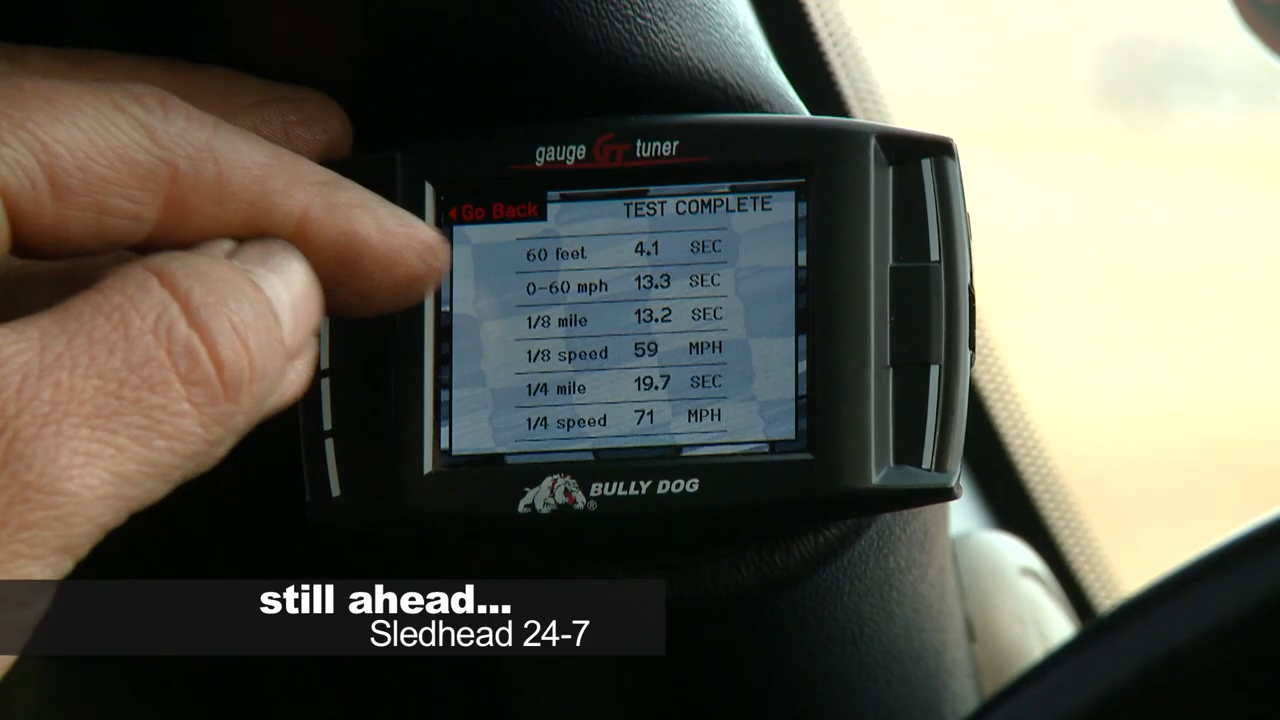 gauge GT tuner
Go Back TEST COMPLETE
60 feet 4.1 SEC
0-60 mph 13.3 SEC
1/8 mile 13.2 SEC
1/8 speed 59 MPH
1/4 mile 19.7 SEC
1/4 speed 71 MPH
BULLY DOG ®
still ahead...
Sledhead 24-7